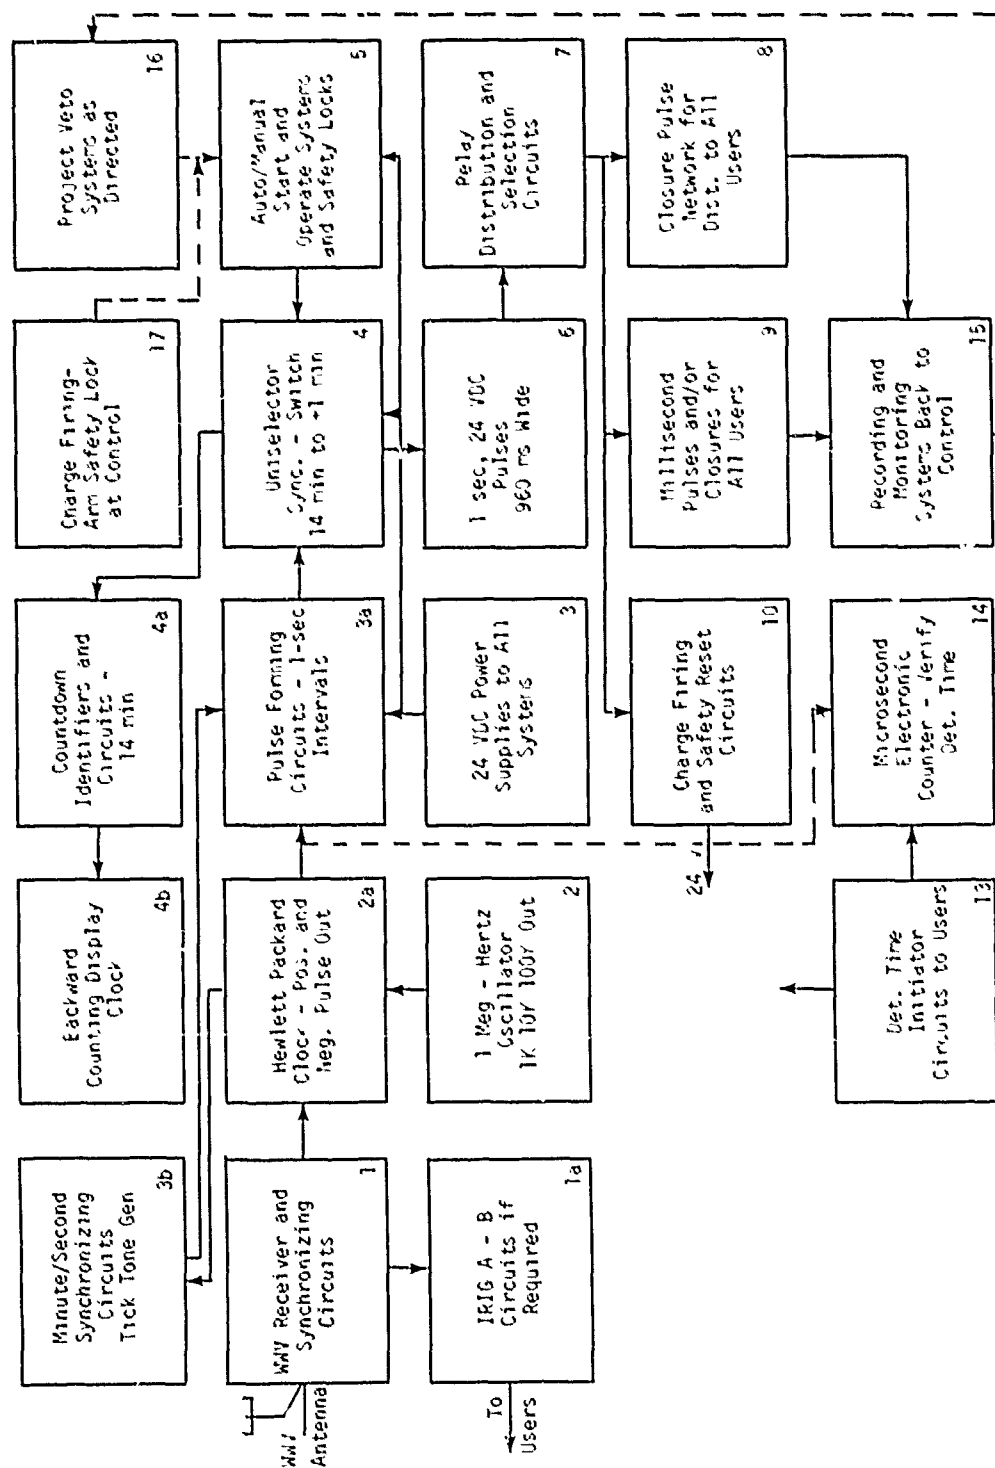 Minute/Second
Synchronizing
Circuits
Tick Tone Gen
3b
Backward
Counting Display
Clock
4b
Countdown
Identifiers and
Circuits -
14 min
4a
Charge Firing-
Arm Safety Lock
at Control
17
Project Veto
Systems as
Directed
16
WWV
Antenna
WWV Receiver and
Synchronizing
Circuits
1
Hewlett Packard
Clock - Pos. and
Neg. Pulse Out
2a
Pulse Forming
Circuits - 1-sec
Intervals
3a
Uniselector
Sync. - Switch
14 min to +1 min
4
Auto/Manual
Start and
Operate Systems
and Safety Locks
5
To
Users
IRIG A - B
Circuits if
Required
1a
1 Meg - Hertz
Oscillator
1K 10K 100K Out
2
24 VDC Power
Supplies to All
Systems
3
1 sec, 24 VDC
Pulses
960 ms Wide
6
Relay
Distribution and
Selection
Circuits
7
24 V
Charge Firing
and Safety Reset
Circuits
10
Millisecond
Pulses and/or
Closures for
All Users
9
Closure Pulse
Network for
Dist. to All
Users
8
Det. Time
Initiator
Circuits to Users
13
Microsecond
Electronic
Counter - Verify
Det. Time
14
Recording and
Monitoring
Systems Back to
Control
15